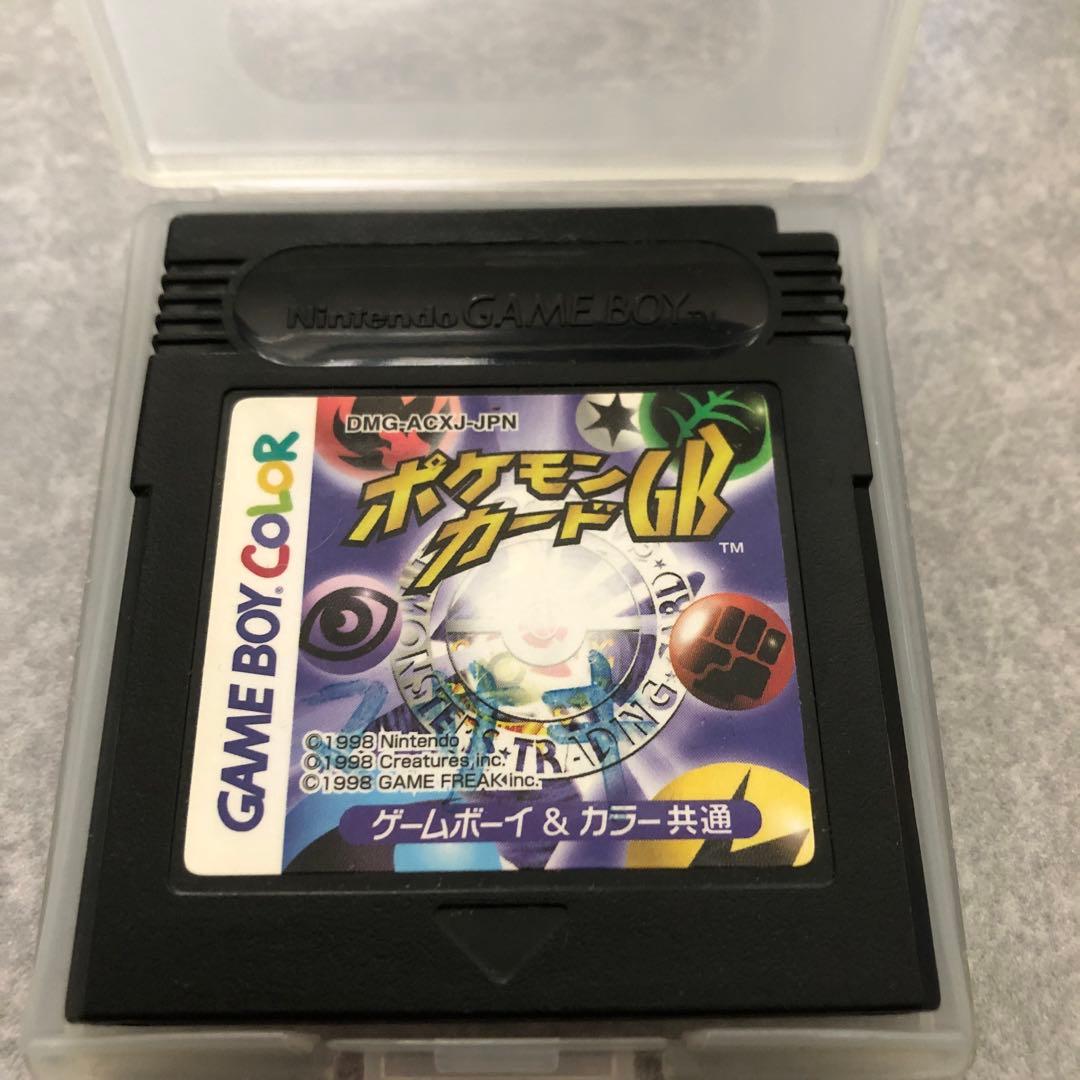 Nintendo GAME BOY TM
DMG-ACXJ-JPN
ポケモン
カードGB
TM
GAME BOY COLOR
MONSTERS★TRADING★CARD★
©1998 Nintendo
©1998 Creatures inc.
©1998 GAME FREAK inc.
ゲームボーイ & カラー共通